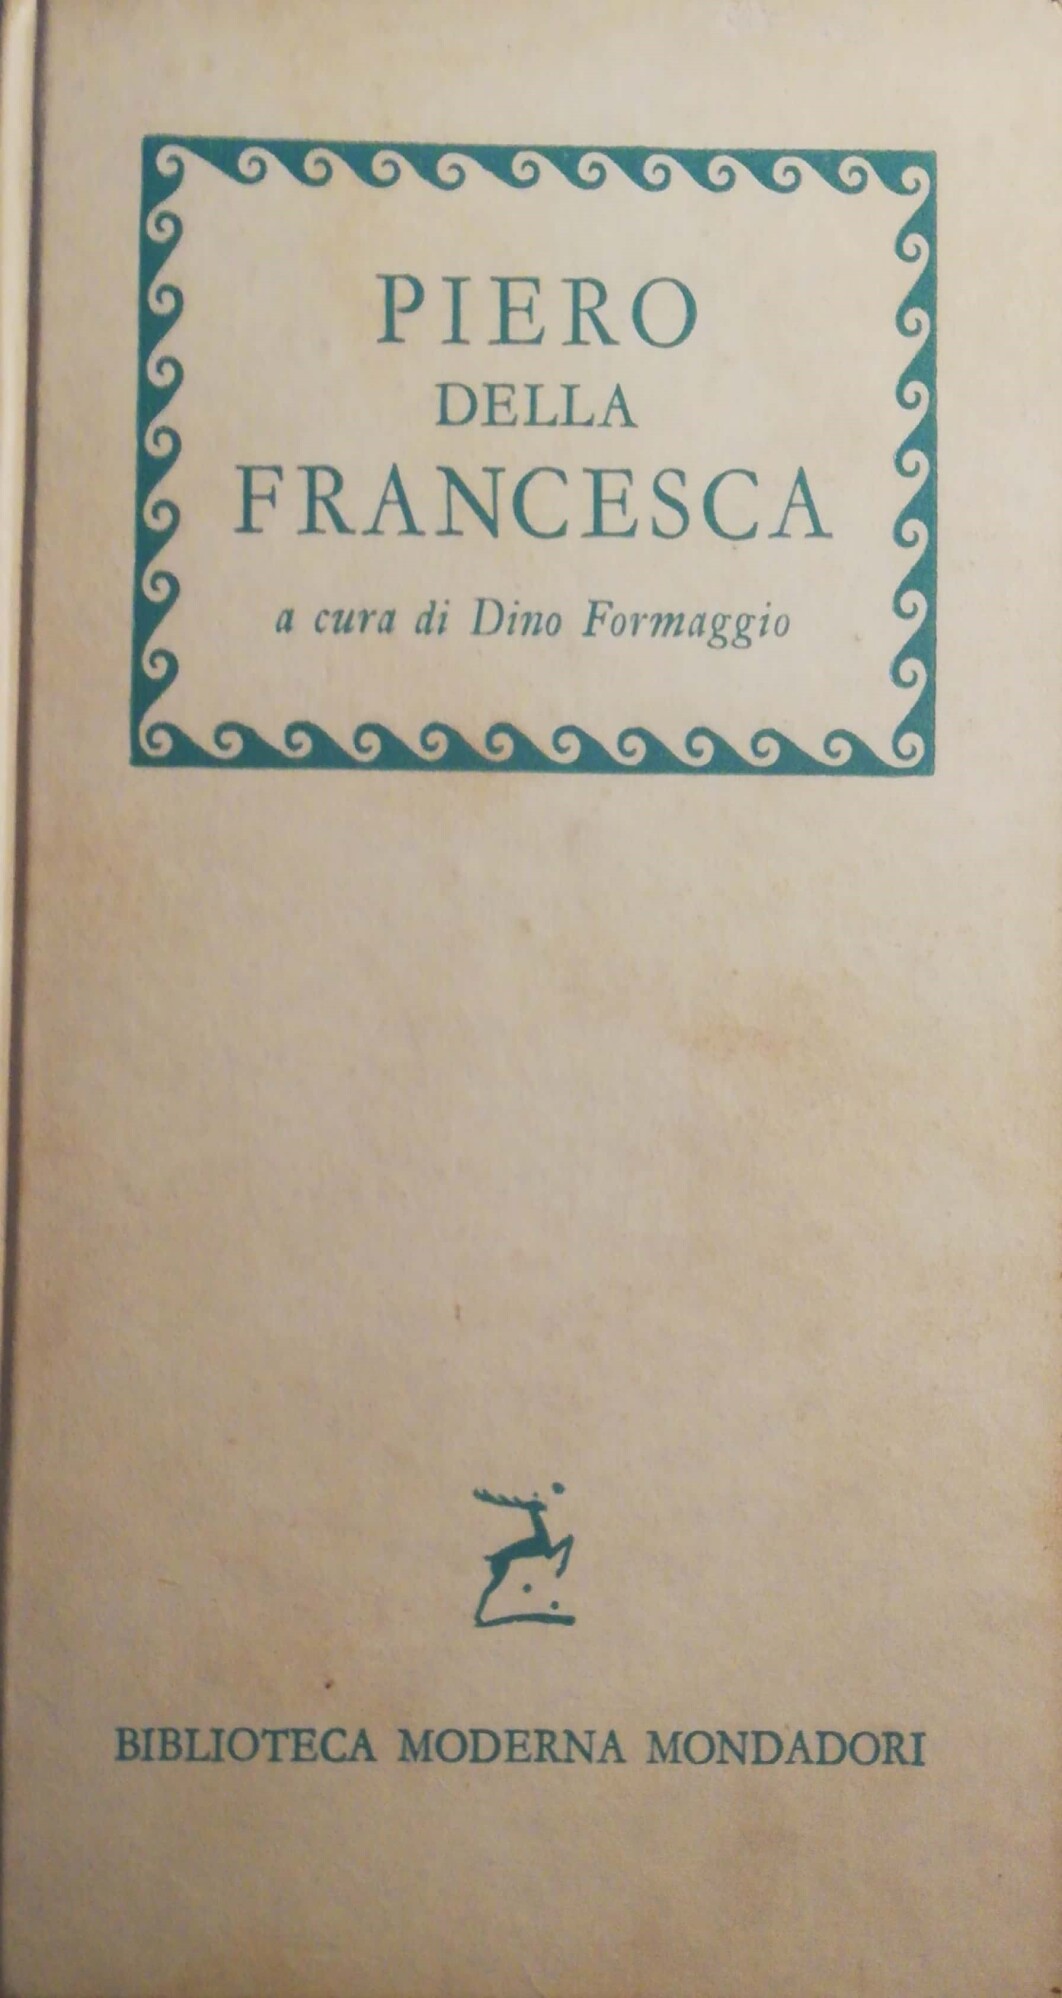 PIERO
DELLA
FRANCESCA
a cura di Dino Formaggio
BIBLIOTECA MODERNA MONDADORI